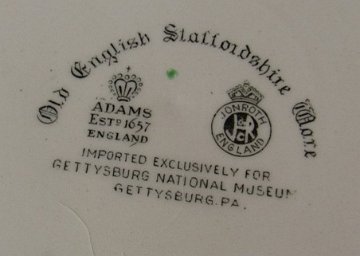 Old English Staffordshire Ware
ADAMS
ESTD 1657
ENGLAND
JONROTH
ENGLAND
IMPORTED EXCLUSIVELY FOR
GETTYSBURG NATIONAL MUSEUM
GETTYSBURG, PA.